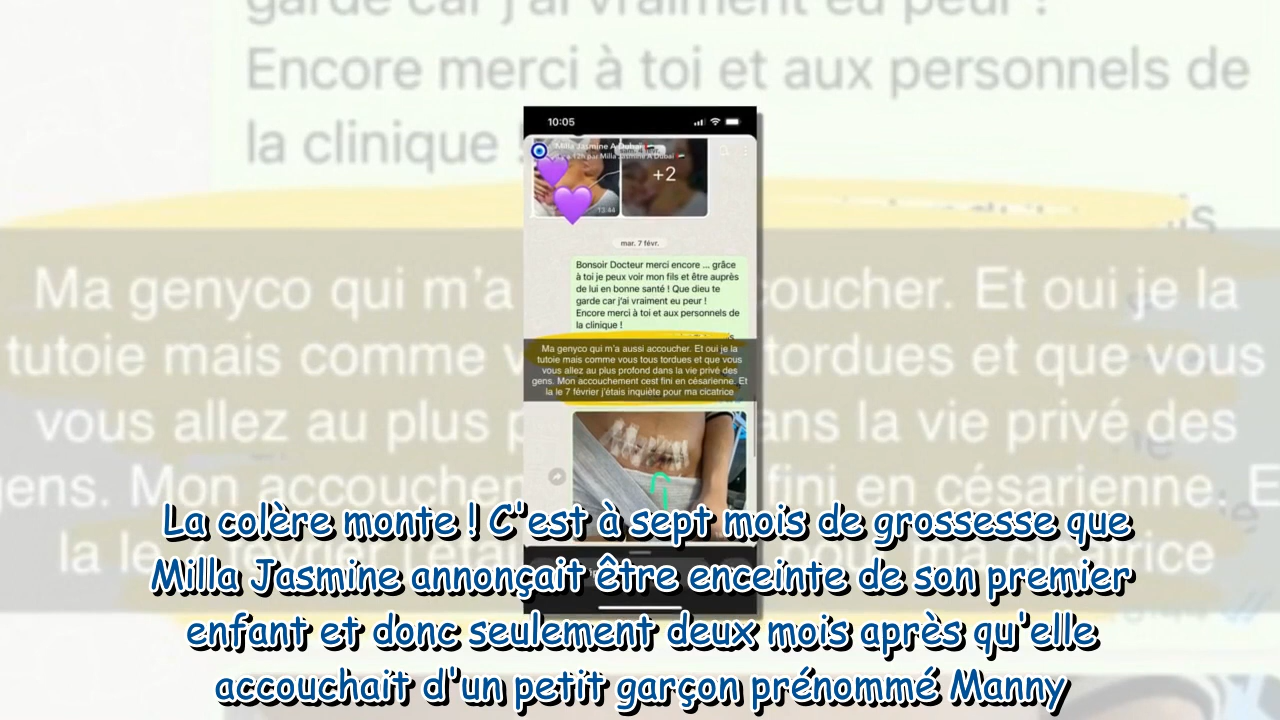 garde car j'ai vraiment eu peur !
Encore merci à toi et aux personnels de
la clinique
10:05
Milla Jasmine A Dubaï
12h par Milla Jasmine A Dubaï
+2
13:44
mar. 7 févr.
Bonsoir Docteur merci encore ... grâce
à toi je peux voir mon fils et être auprès
de lui en bonne santé ! Que dieu te
garde car j'ai vraiment eu peur !
Encore merci à toi et aux personnels de
la clinique !
Ma genyco qui m'a aussi accoucher. Et oui je la
tutoie mais comme vous tous tordues et que vous
vous allez au plus profond dans la vie privé des
gens. Mon accouchement cest fini en césarienne. Et
la le 7 février j'étais inquiète pour ma cicatrice
Ma genyco qui m'a coucher. Et oui je la
tutoie mais comme v tordues et que vous
vous allez au plus p ans la vie privé des
gens. Mon accouchem fini en césarienne. E
la le
La colère monte ! C'est à sept mois de grossesse que
Milla Jasmine annonçait être enceinte de son premier
enfant et donc seulement deux mois après qu'elle
accouchait d'un petit garçon prénommé Manny